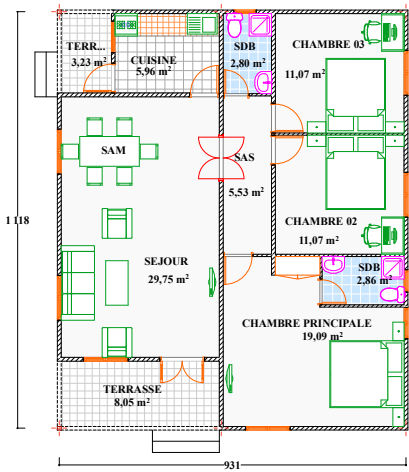 TERR...
3,23 m²
CUISINE
5,96 m²
SDB
2,80 m²
CHAMBRE 03
11,07 m²
SAM
SAS
5,53 m²
1118
CHAMBRE 02
11,07 m²
SEJOUR
29,75 m²
SDB
2,86 m²
CHAMBRE PRINCIPALE
19,09 m²
TERRASSE
8,05 m²
931